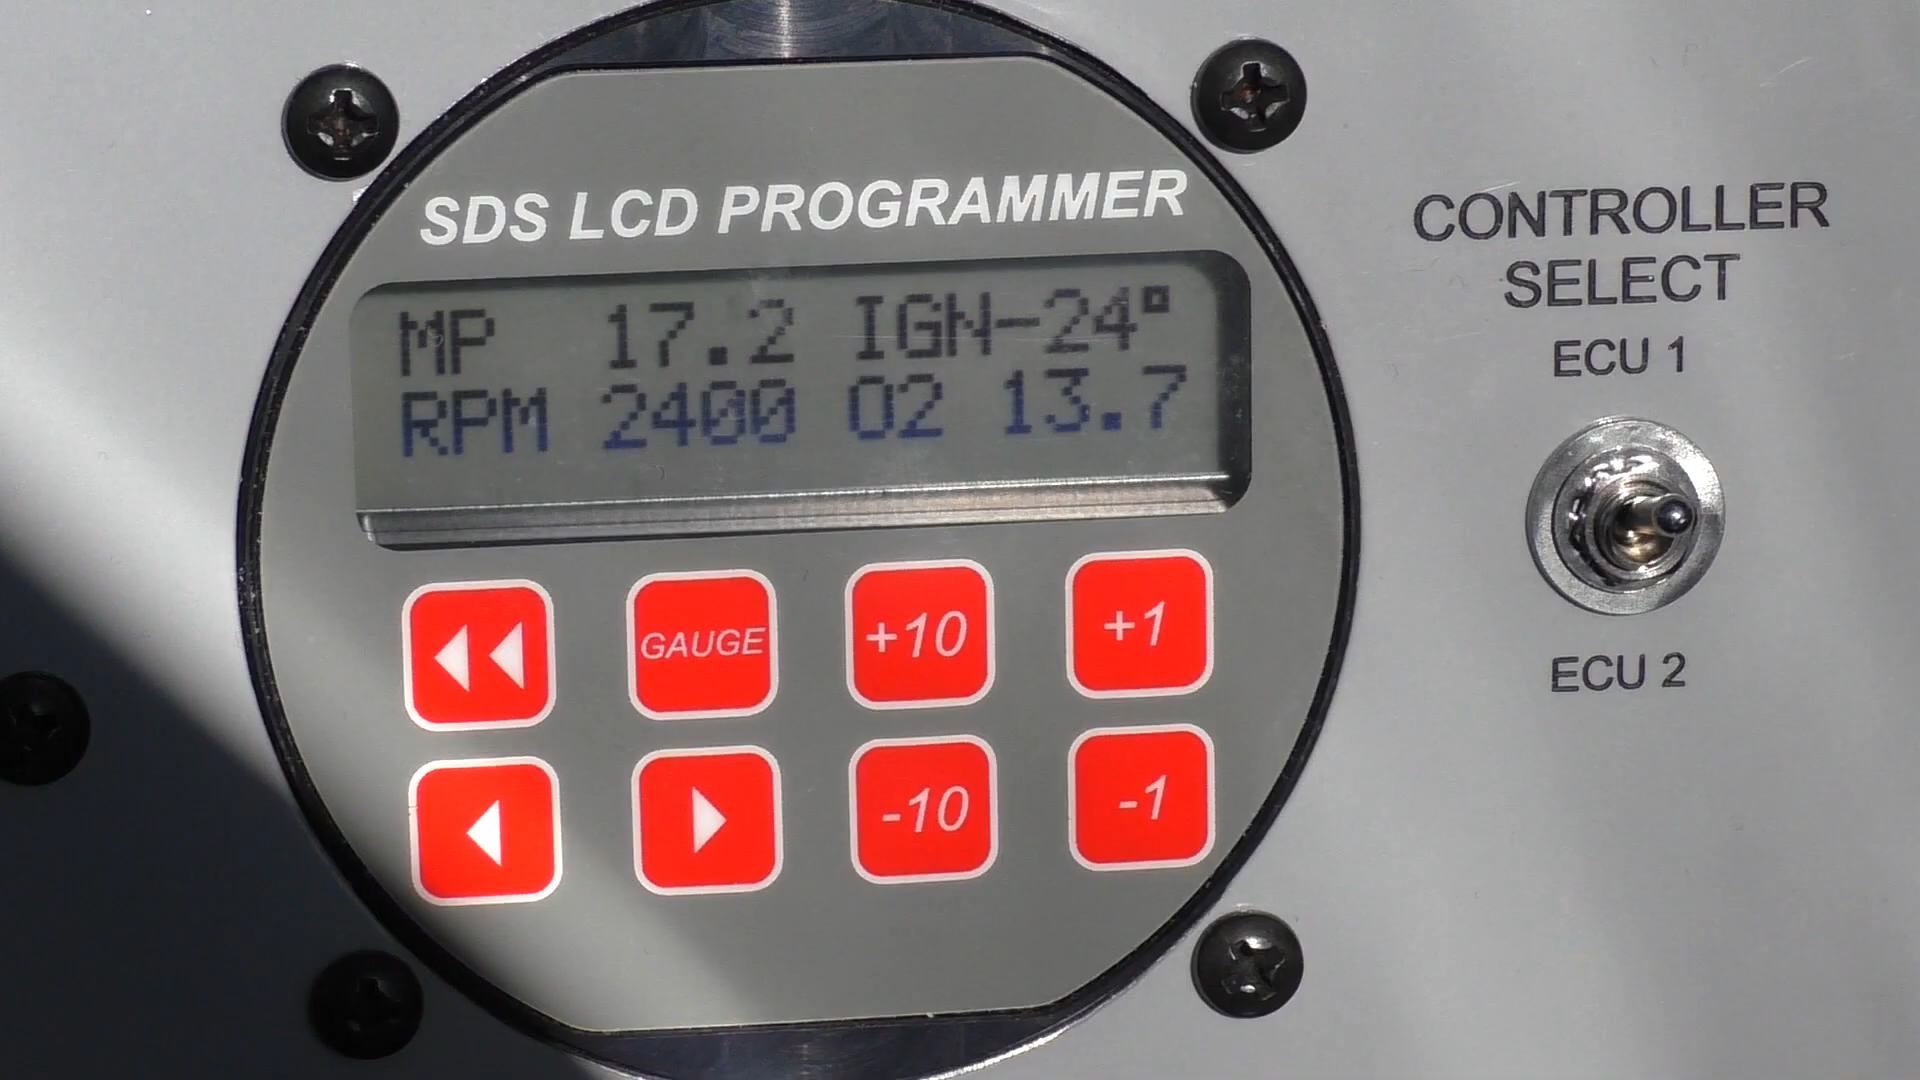 SDS LCD PROGRAMMER
MP 17.2 IGN-24°
RPM 2400 O2 13.7
GAUGE +10 +1
-10 -1
CONTROLLER
SELECT
ECU 1
ECU 2